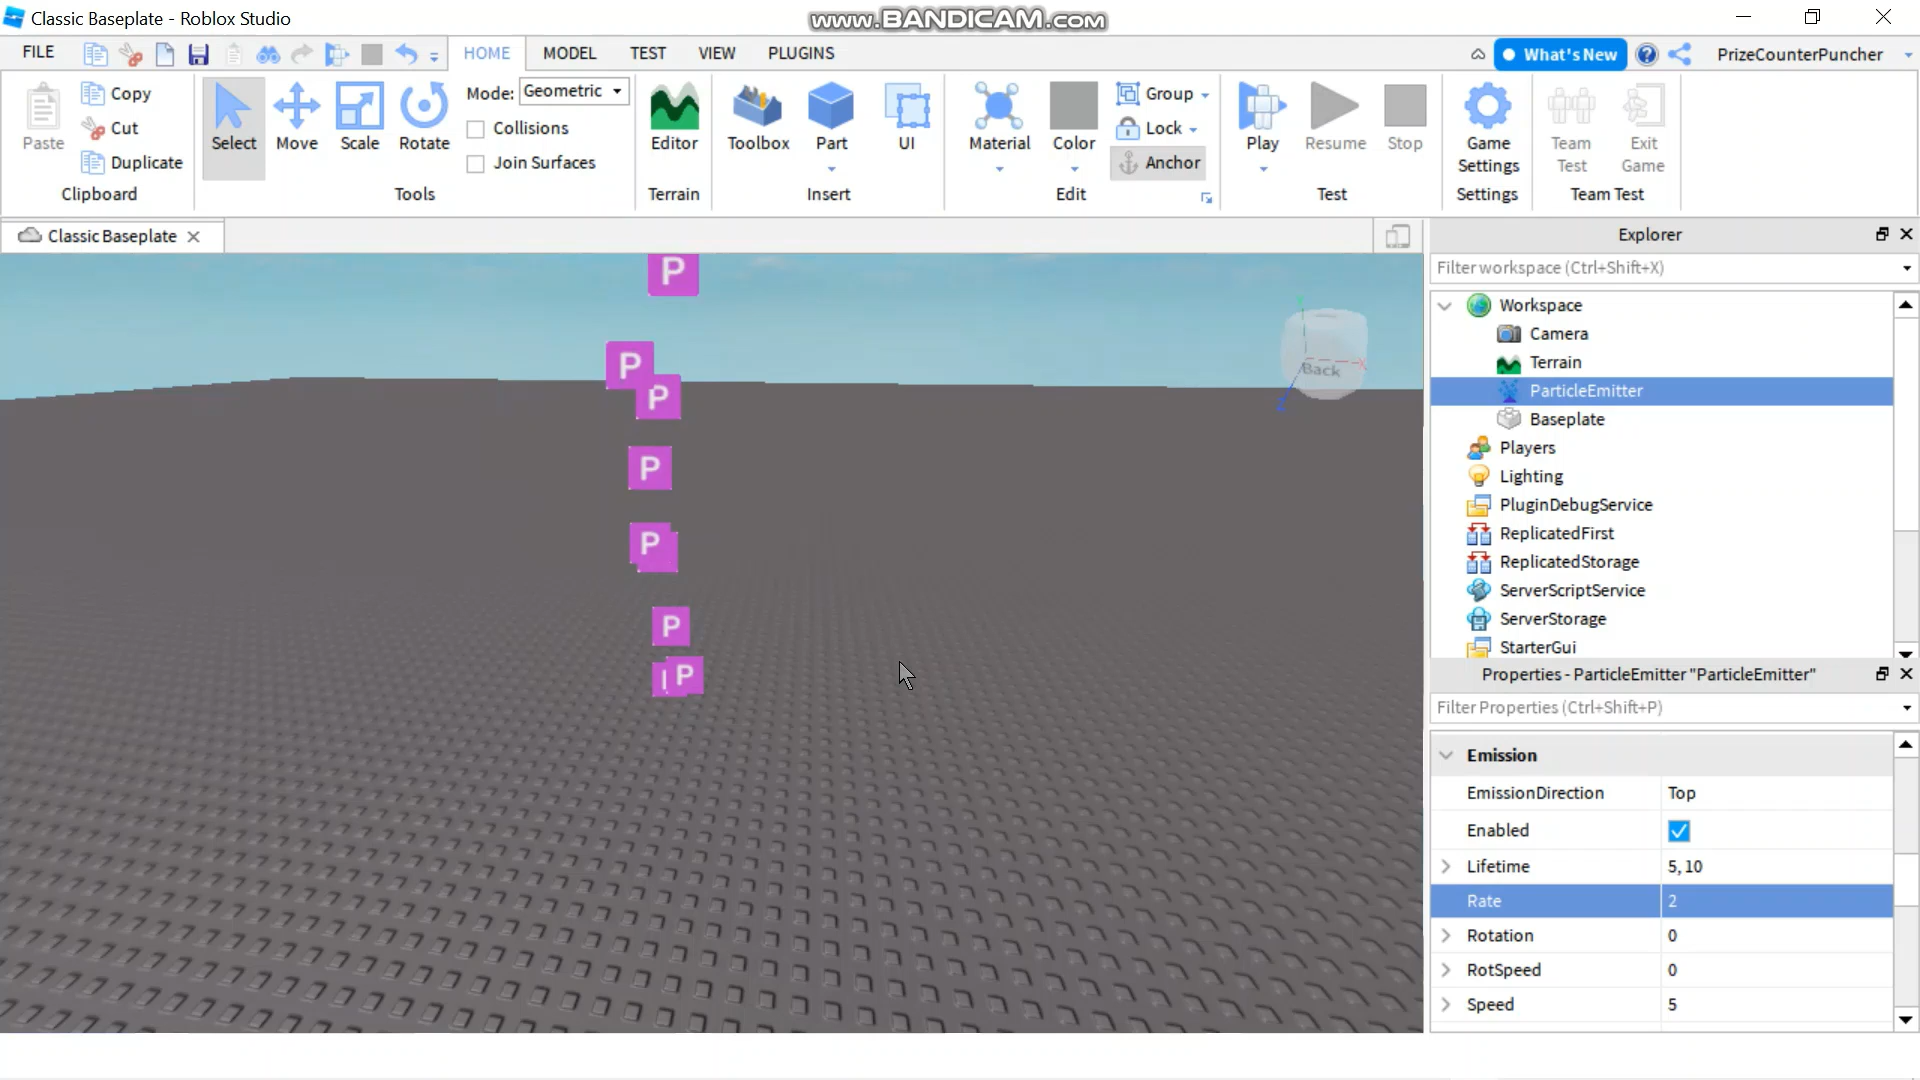 Classic Baseplate - Roblox Studio
www.BANDICAM.com
FILE
HOME
MODEL
TEST
VIEW
PLUGINS
What's New
PrizeCounterPuncher
Paste
Copy
Cut
Duplicate
Clipboard
Select
Move
Scale
Rotate
Mode: Geometric
Collisions
Join Surfaces
Tools
Editor
Terrain
Toolbox
Part
UI
Insert
Material
Color
Group
Lock
Anchor
Edit
Play
Resume
Stop
Test
Game
Settings
Settings
Team
Test
Exit
Game
Team Test
Classic Baseplate
P
P
P
P
P
P
P
Back
X
Explorer
Filter workspace (Ctrl+Shift+X)
Workspace
Camera
Terrain
ParticleEmitter
Baseplate
Players
Lighting
PluginDebugService
ReplicatedFirst
ReplicatedStorage
ServerScriptService
ServerStorage
StarterGui
Properties - ParticleEmitter "ParticleEmitter"
Filter Properties (Ctrl+Shift+P)
Emission
EmissionDirection Top
Enabled
Lifetime 5, 10
Rate 2
Rotation 0
RotSpeed 0
Speed 5